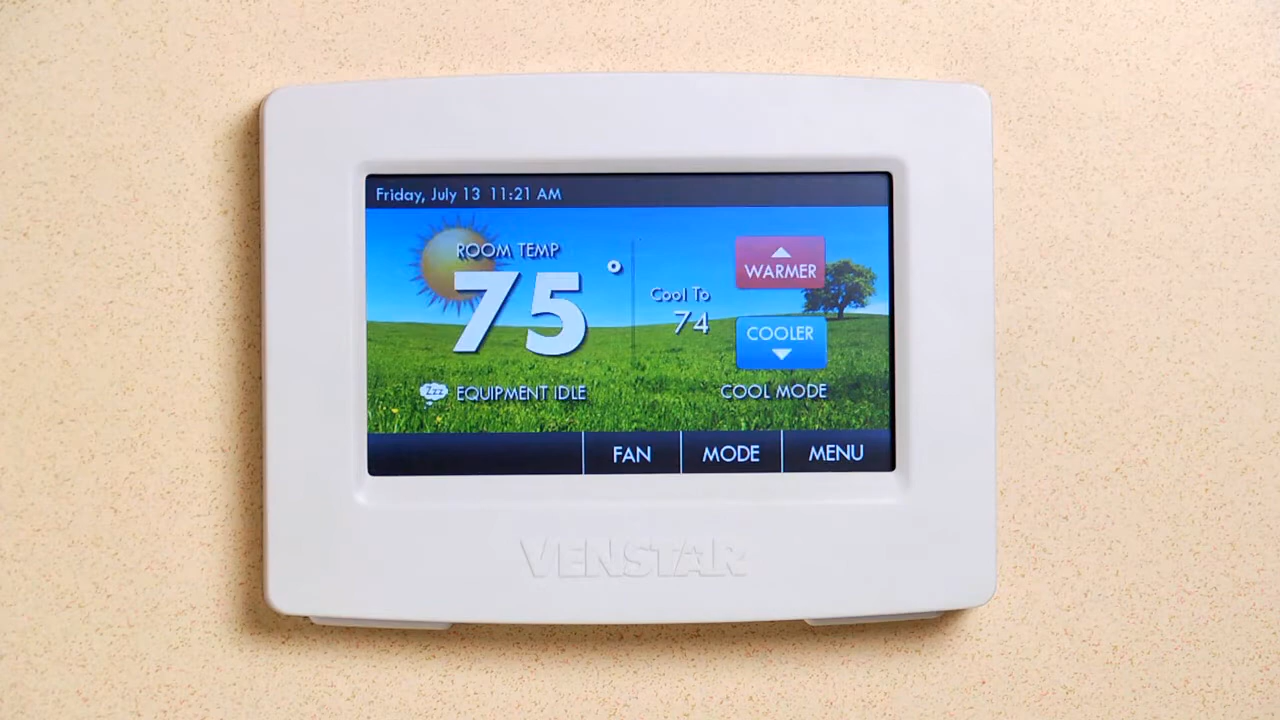 Friday, July 13 11:21 AM
ROOM TEMP
75°
Cool To
74
WARMER
COOLER
Zzz EQUIPMENT IDLE
COOL MODE
FAN MODE MENU
VENSTAR